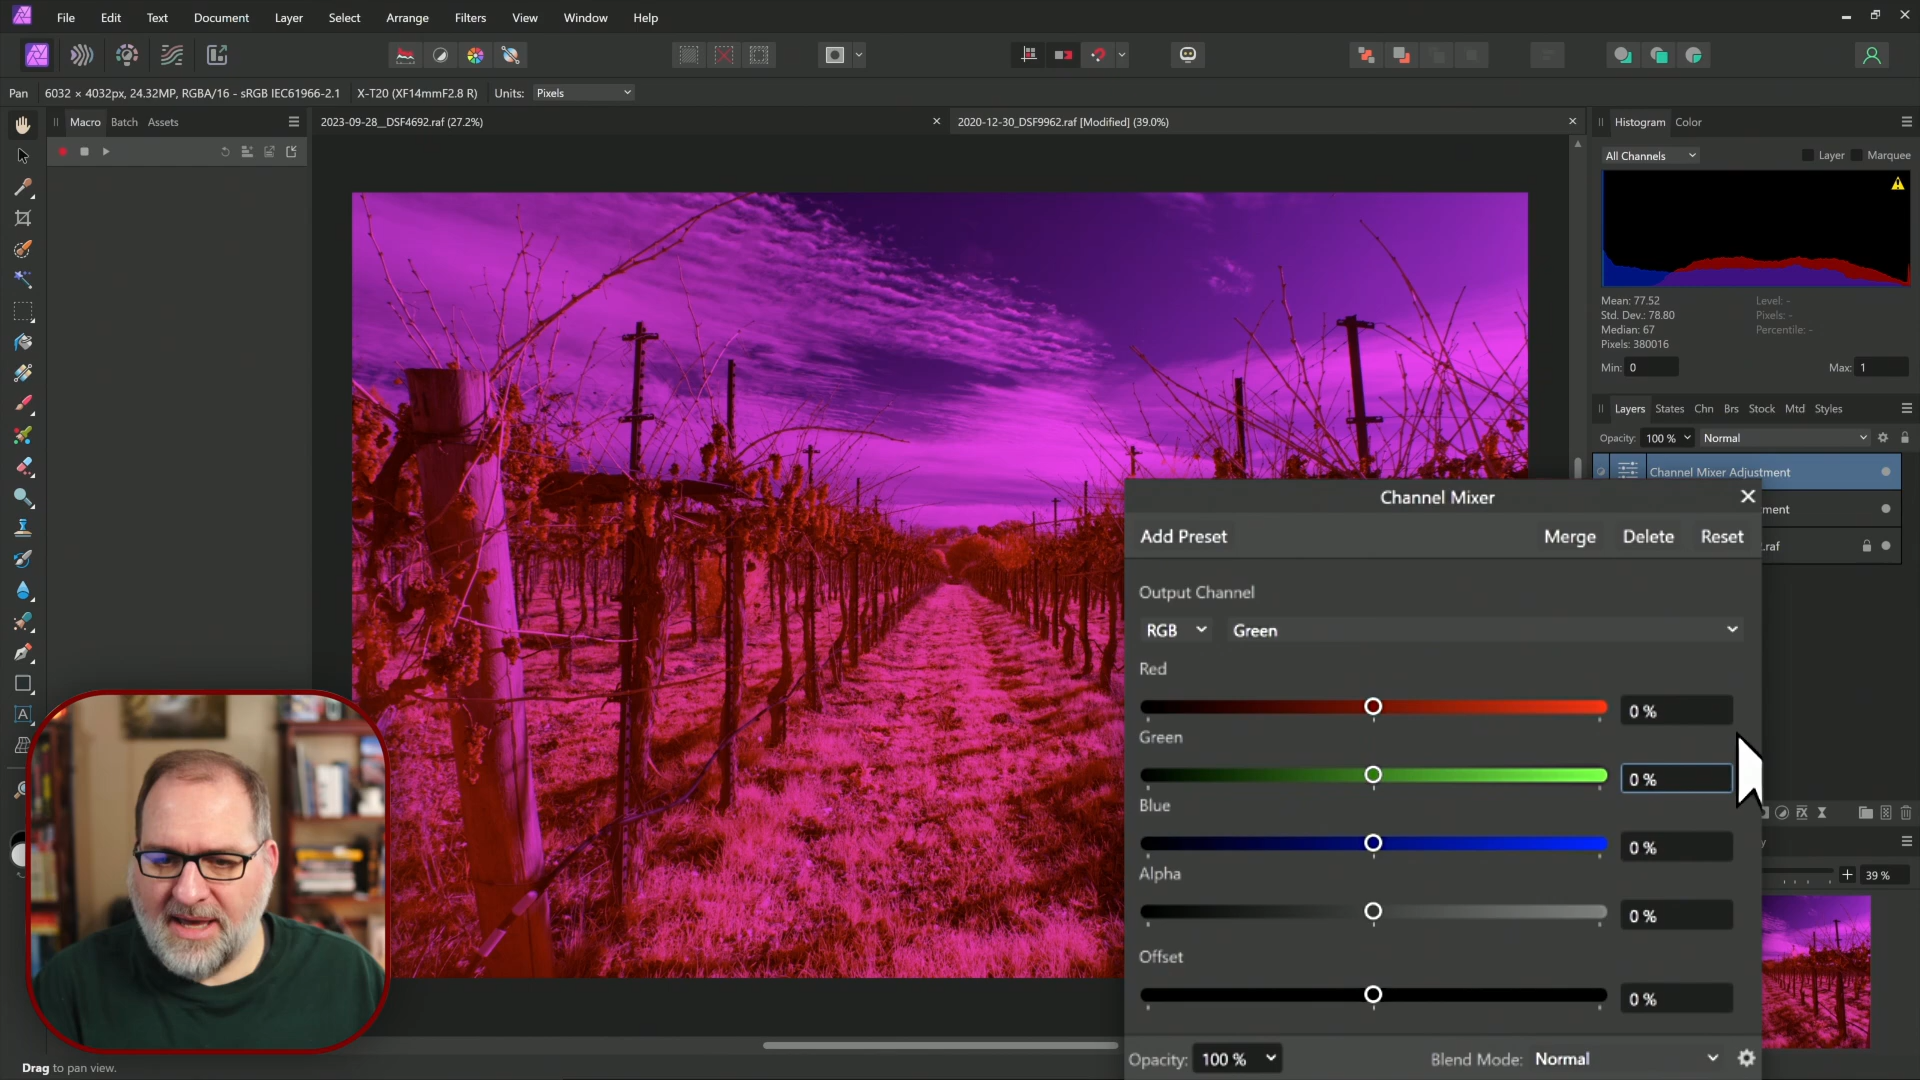 File Edit Text Document Layer Select Arrange Filters View Window Help
Pan 6032 × 4032px, 24.32MP, RGBA/16 - sRGB IEC61966-2.1 X-T20 (XF14mmF2.8 R) Units: Pixels
Macro Batch Assets
2023-09-28__DSF4692.raf (27.2%)
2020-12-30_DSF9962.raf [Modified] (39.0%)
Histogram Color
All Channels Layer Marquee
Mean: 77.52 Level: -
Std. Dev.: 78.80 Pixels: -
Median: 67 Percentile: -
Pixels: 380016
Min: 0 Max: 1
Layers States Chn Brs Stock Mtd Styles
Opacity: 100 % Normal
Channel Mixer Adjustment
ment
.raf
Channel Mixer
Add Preset Merge Delete Reset
Output Channel
RGB Green
Red
0 %
Green
0 %
Blue
0 %
Alpha
0 %
Offset
0 %
Opacity: 100 % Blend Mode: Normal
39 %
Drag to pan view.